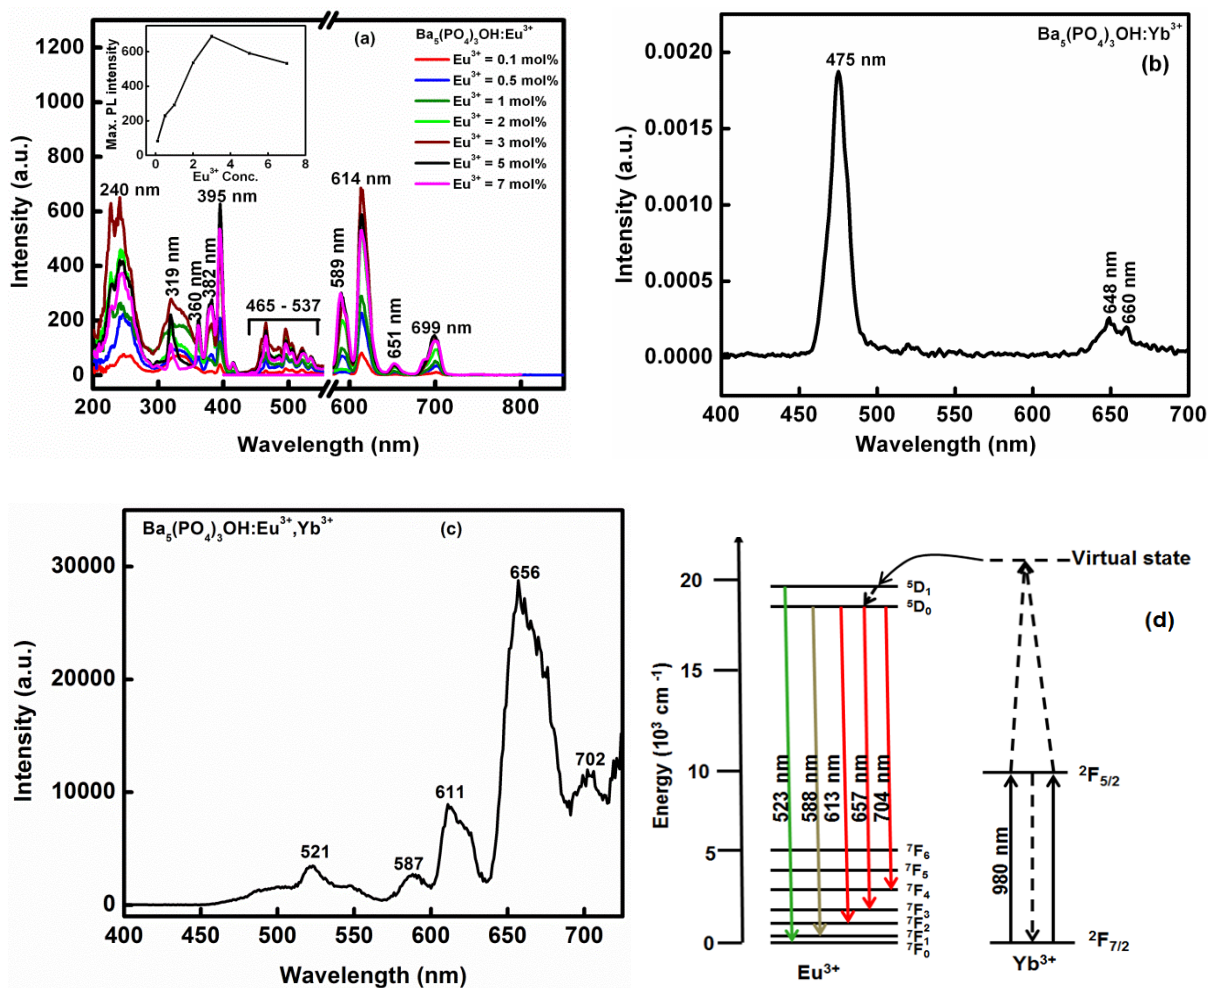 (a)
Ba₅(PO₄)₃OH:Eu³⁺
Eu³⁺ = 0.1 mol%
Eu³⁺ = 0.5 mol%
Eu³⁺ = 1 mol%
Eu³⁺ = 2 mol%
Eu³⁺ = 3 mol%
Eu³⁺ = 5 mol%
Eu³⁺ = 7 mol%
Max. PL intensity
600
400
200
0
0 2 4 6 8
Eu³⁺ Conc.
Intensity (a.u.)
1200
1000
800
600
400
200
0
240 nm
319 nm
360 nm
382 nm
395 nm
465 - 537
589 nm
614 nm
651 nm
699 nm
200 300 400 500 600 700 800
Wavelength (nm)
Ba₅(PO₄)₃OH:Yb³⁺
(b)
475 nm
648 nm
660 nm
Intensity (a.u.)
0.0020
0.0015
0.0010
0.0005
0.0000
400 450 500 550 600 650 700
Wavelength (nm)
Ba₅(PO₄)₃OH:Eu³⁺,Yb³⁺
(c)
Intensity (a.u.)
30000
20000
10000
0
521
587
611
656
702
400 450 500 550 600 650 700
Wavelength (nm)
(d)
Energy (10³ cm⁻¹)
20
15
10
5
0
Virtual state
⁵D₁
⁵D₀
523 nm
588 nm
613 nm
657 nm
704 nm
⁷F₆
⁷F₅
⁷F₄
⁷F₃
⁷F₂
⁷F₁
⁷F₀
Eu³⁺
980 nm
²F₅/₂
²F₇/₂
Yb³⁺